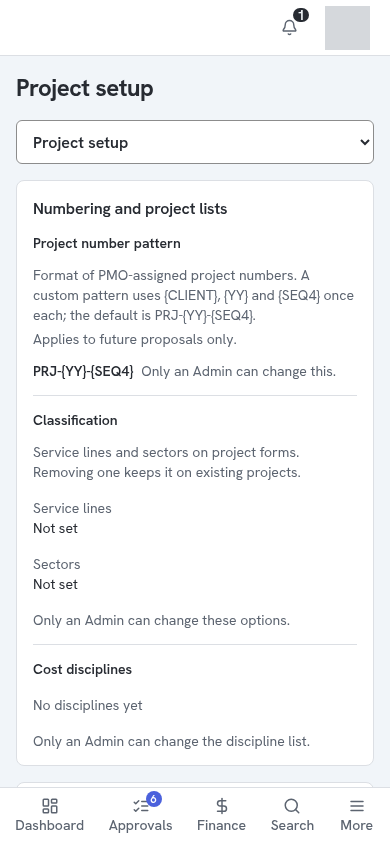 1
Project setup
Project setup
Numbering and project lists
Project number pattern
Format of PMO-assigned project numbers. A
custom pattern uses {CLIENT}, {YY} and {SEQ4} once
each; the default is PRJ-{YY}-{SEQ4}.
Applies to future proposals only.
PRJ-{YY}-{SEQ4} Only an Admin can change this.
Classification
Service lines and sectors on project forms.
Removing one keeps it on existing projects.
Service lines
Not set
Sectors
Not set
Only an Admin can change these options.
Cost disciplines
No disciplines yet
Only an Admin can change the discipline list.
6
Dashboard Approvals Finance Search More